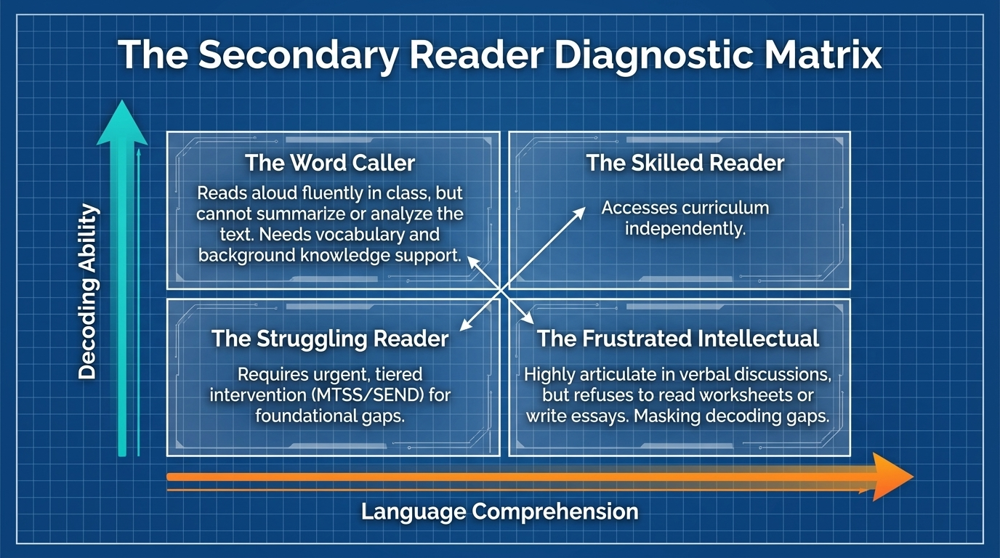 The Secondary Reader Diagnostic Matrix
Decoding Ability
The Word Caller
Reads aloud fluently in class, but
cannot summarize or analyze the
text. Needs vocabulary and
background knowledge support.
The Skilled Reader
Accesses curriculum
independently.
The Struggling Reader
Requires urgent, tiered
intervention (MTSS/SEND) for
foundational gaps.
The Frustrated Intellectual
Highly articulate in verbal discussions,
but refuses to read worksheets or
write essays. Masking decoding gaps.
Language Comprehension